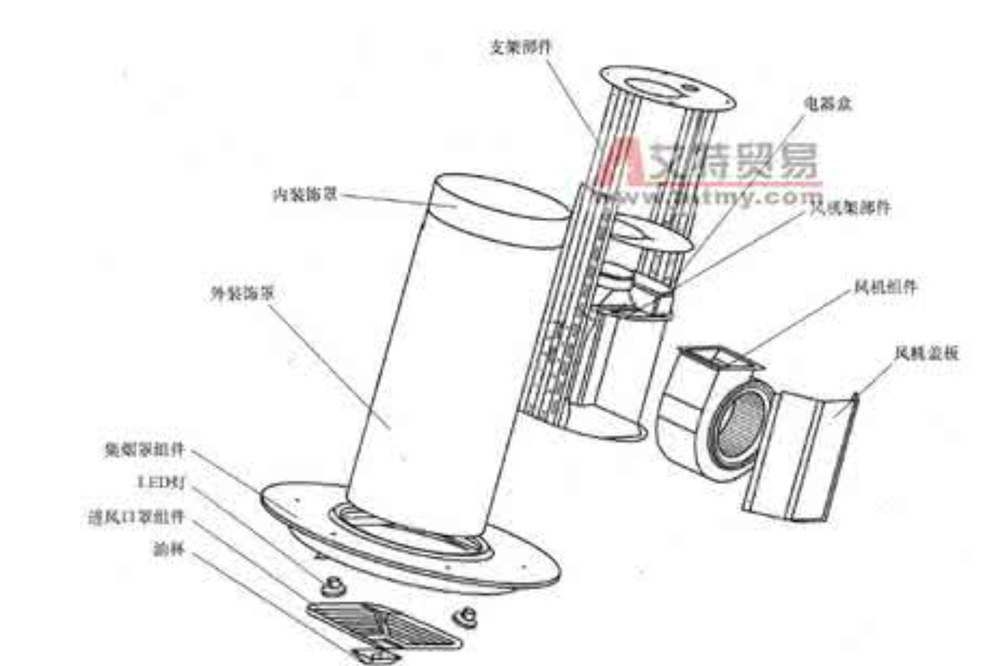 支架部件
电器盒
艾特贸易
www.aitmy.com
内装饰罩
风机架部件
外装饰罩
风机组件
风机盖板
集烟罩组件
LED灯
进风口罩组件
油杯